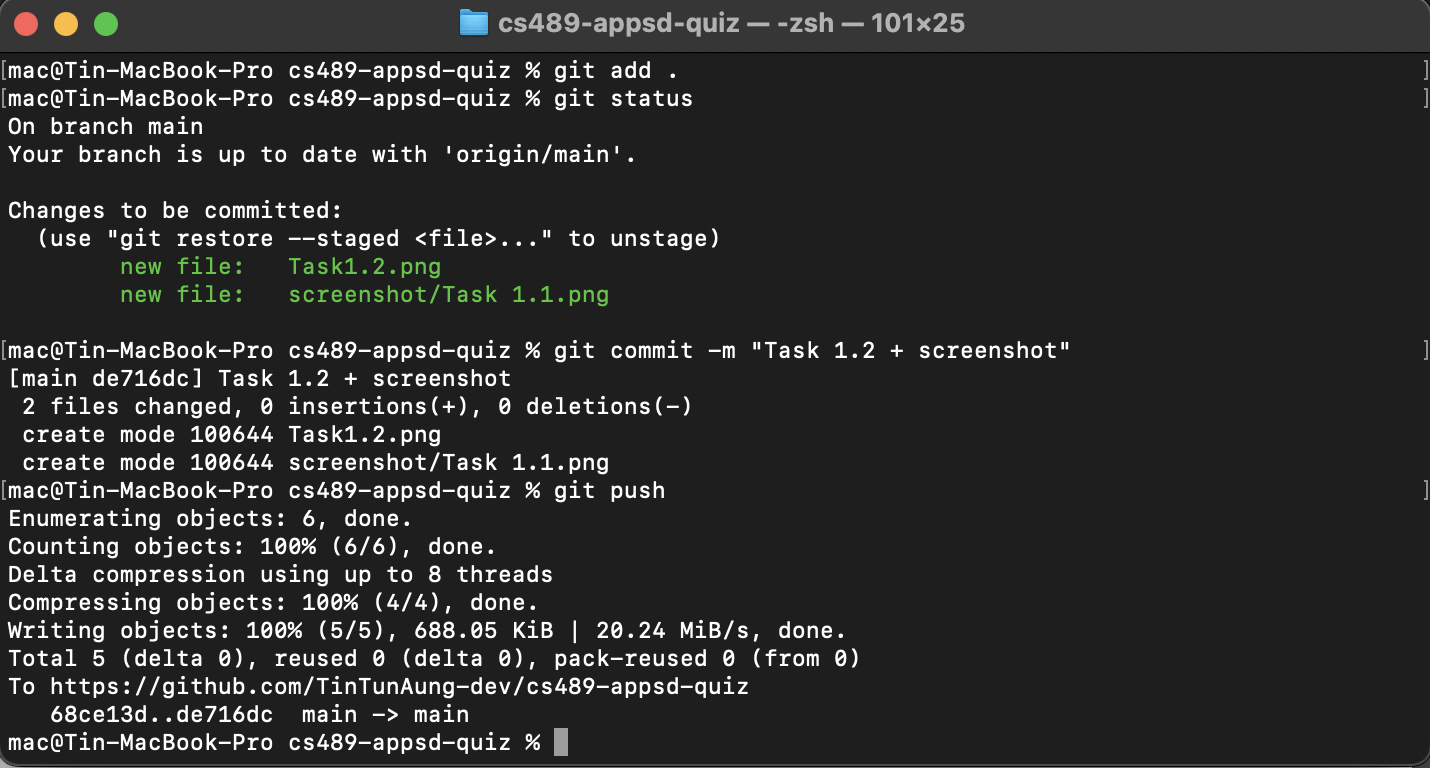 cs489-appsd-quiz — -zsh — 101×25
[mac@Tin-MacBook-Pro cs489-appsd-quiz % git add . ]
[mac@Tin-MacBook-Pro cs489-appsd-quiz % git status ]
On branch main
Your branch is up to date with 'origin/main'.
Changes to be committed:
  (use "git restore --staged <file>..." to unstage)
        new file:   Task1.2.png
        new file:   screenshot/Task 1.1.png
[mac@Tin-MacBook-Pro cs489-appsd-quiz % git commit -m "Task 1.2 + screenshot" ]
[main de716dc] Task 1.2 + screenshot
 2 files changed, 0 insertions(+), 0 deletions(-)
 create mode 100644 Task1.2.png
 create mode 100644 screenshot/Task 1.1.png
[mac@Tin-MacBook-Pro cs489-appsd-quiz % git push ]
Enumerating objects: 6, done.
Counting objects: 100% (6/6), done.
Delta compression using up to 8 threads
Compressing objects: 100% (4/4), done.
Writing objects: 100% (5/5), 688.05 KiB | 20.24 MiB/s, done.
Total 5 (delta 0), reused 0 (delta 0), pack-reused 0 (from 0)
To https://github.com/TinTunAung-dev/cs489-appsd-quiz
   68ce13d..de716dc  main -> main
mac@Tin-MacBook-Pro cs489-appsd-quiz %